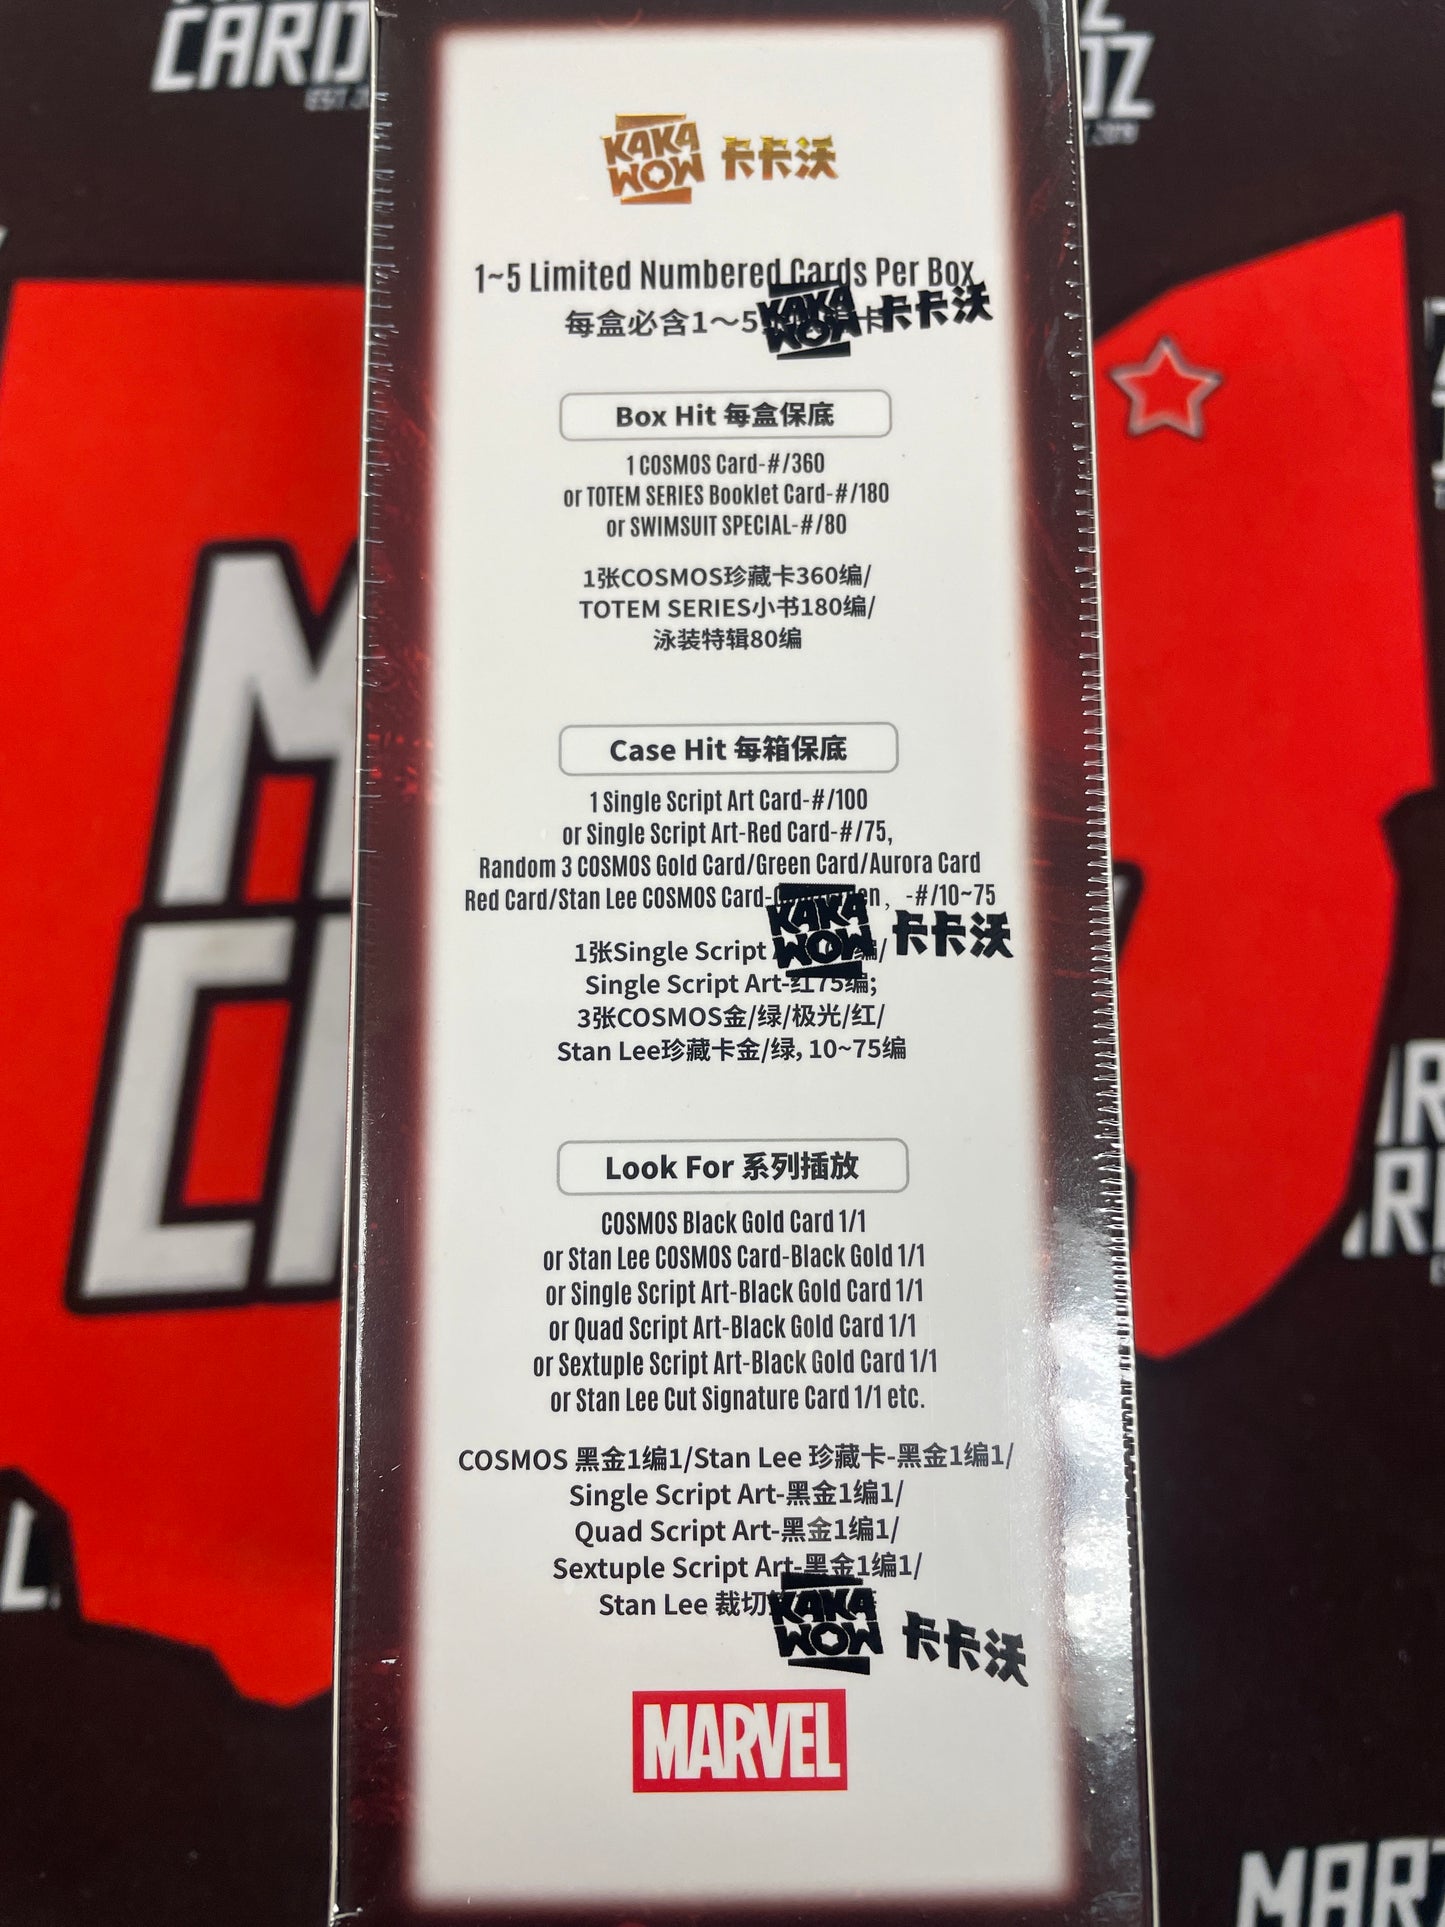 CARD
EST. 2
Z
DZ
2019
KAKA WOW 卡卡沃
1~5 Limited Numbered Cards Per Box
每盒必含1～5 卡
KAKA WOW 卡卡沃
Box Hit 每盒保底
1 COSMOS Card-#/360
or TOTEM SERIES Booklet Card-#/180
or SWIMSUIT SPECIAL-#/80
1张COSMOS珍藏卡360编/
TOTEM SERIES小书180编/
泳装特辑80编
Case Hit 每箱保底
1 Single Script Art Card-#/100
or Single Script Art-Red Card-#/75,
Random 3 COSMOS Gold Card/Green Card/Aurora Card
Red Card/Stan Lee COSMOS Card- en，-#/10~75
KAKA WOW 卡卡沃
1张Single Script 编/
Single Script Art-红75编;
3张COSMOS金/绿/极光/红/
Stan Lee珍藏卡金/绿, 10~75编
Look For 系列插放
COSMOS Black Gold Card 1/1
or Stan Lee COSMOS Card-Black Gold 1/1
or Single Script Art-Black Gold Card 1/1
or Quad Script Art-Black Gold Card 1/1
or Sextuple Script Art-Black Gold Card 1/1
or Stan Lee Cut Signature Card 1/1 etc.
COSMOS 黑金1编1/Stan Lee 珍藏卡-黑金1编1/
Single Script Art-黑金1编1/
Quad Script Art-黑金1编1/
Sextuple Script Art-黑金1编1/
Stan Lee 裁切
KAKA WOW 卡卡沃
MARVEL
M
C
MAR